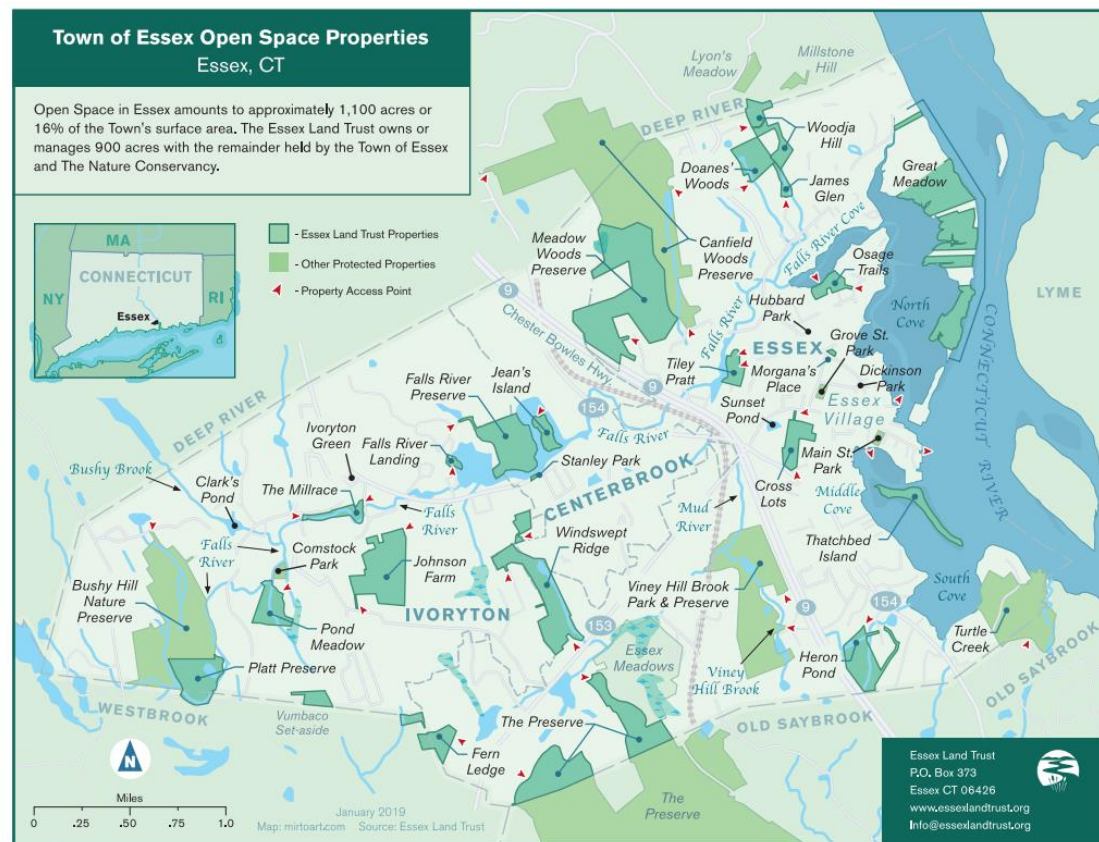 Town of Essex Open Space Properties
Essex, CT
Open Space in Essex amounts to approximately 1,100 acres or
16% of the Town's surface area. The Essex Land Trust owns or
manages 900 acres with the remainder held by the Town of Essex
and The Nature Conservancy.
MA
CONNECTICUT
NY
RI
Essex
- Essex Land Trust Properties
- Other Protected Properties
- Property Access Point
Lyon's
Meadow
Millstone
Hill
DEEP RIVER
Woodja
Hill
Doanes'
Woods
James
Glen
Great
Meadow
Meadow
Woods
Preserve
Canfield
Woods
Preserve
Falls River Cove
Osage
Trails
LYME
9
Chester Bowles Hwy.
Falls River
Hubbard
Park
North
Cove
CONNECTICUT RIVER
ESSEX
Grove St.
Park
Tiley
Pratt
Morgana's
Place
Dickinson
Park
9
Sunset
Pond
Essex
Village
Falls River
Preserve
Jean's
Island
154
DEEP RIVER
Ivoryton
Green
Falls River
Landing
Falls River
Stanley Park
Main St.
Park
Bushy Brook
Clark's
Pond
The Millrace
CENTERBROOK
Cross
Lots
Middle
Cove
Falls
River
Mud
River
Windswept
Ridge
Thatchbed
Island
Falls
River
Comstock
Park
Johnson
Farm
Bushy Hill
Nature
Preserve
Viney Hill Brook
Park & Preserve
South
Cove
IVORYTON
9
154
153
Pond
Meadow
Turtle
Creek
Platt Preserve
Essex
Meadows
Viney
Hill Brook
Heron
Pond
WESTBROOK
Vumbaco
Set-aside
The Preserve
OLD SAYBROOK
OLD SAYBROOK
Fern
Ledge
The
Preserve
N
Miles
0 .25 .50 .75 1.0
January 2019
Map: mirtoart.com Source: Essex Land Trust
Essex Land Trust
P.O. Box 373
Essex CT 06426
www.essexlandtrust.org
Info@essexlandtrust.org